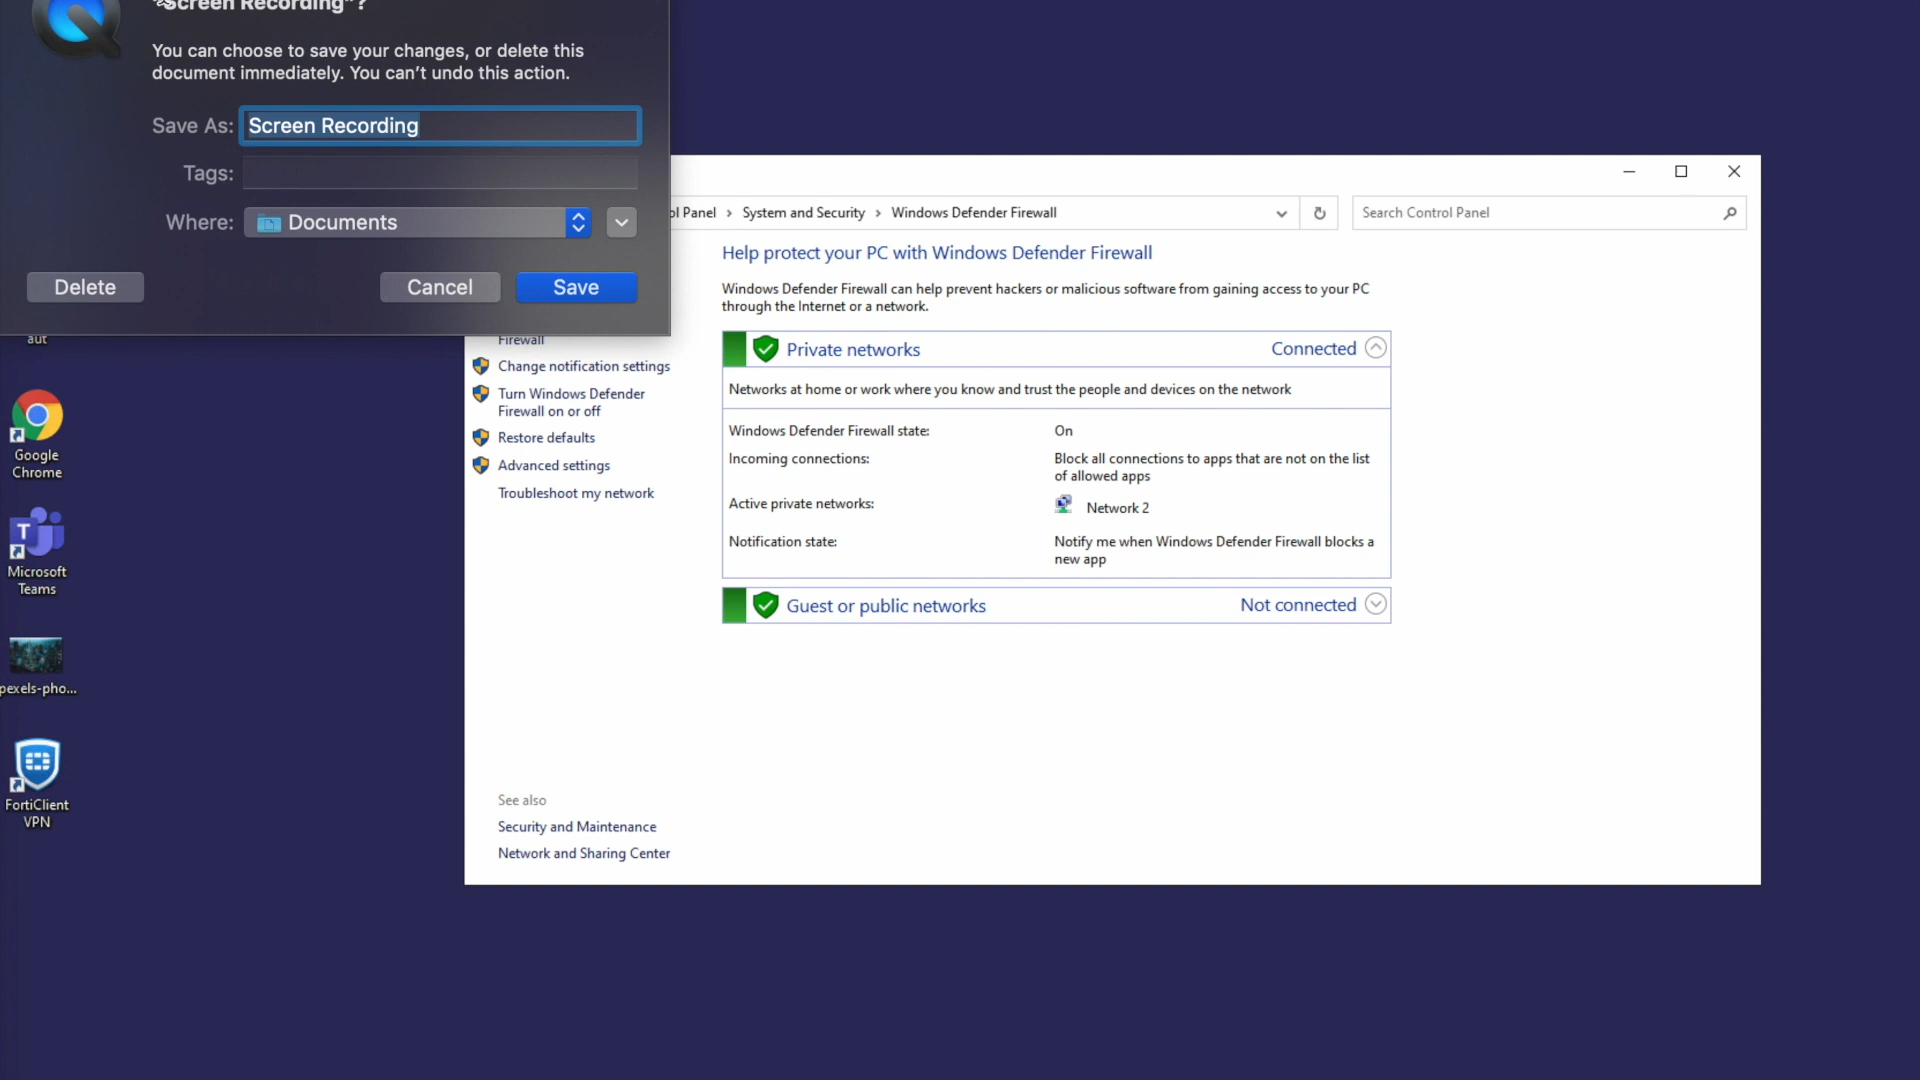 "Screen Recording"?
You can choose to save your changes, or delete this
document immediately. You can't undo this action.
Save As: Screen Recording
Tags:
Where: Documents
Delete Cancel Save
ol Panel › System and Security › Windows Defender Firewall
Search Control Panel
Help protect your PC with Windows Defender Firewall
Windows Defender Firewall can help prevent hackers or malicious software from gaining access to your PC
through the Internet or a network.
Private networks Connected
Networks at home or work where you know and trust the people and devices on the network
Windows Defender Firewall state: On
Incoming connections: Block all connections to apps that are not on the list
of allowed apps
Active private networks: Network 2
Notification state: Notify me when Windows Defender Firewall blocks a
new app
Guest or public networks Not connected
Firewall
Change notification settings
Turn Windows Defender
Firewall on or off
Restore defaults
Advanced settings
Troubleshoot my network
See also
Security and Maintenance
Network and Sharing Center
aut
Google
Chrome
Microsoft
Teams
pexels-pho...
FortiClient
VPN